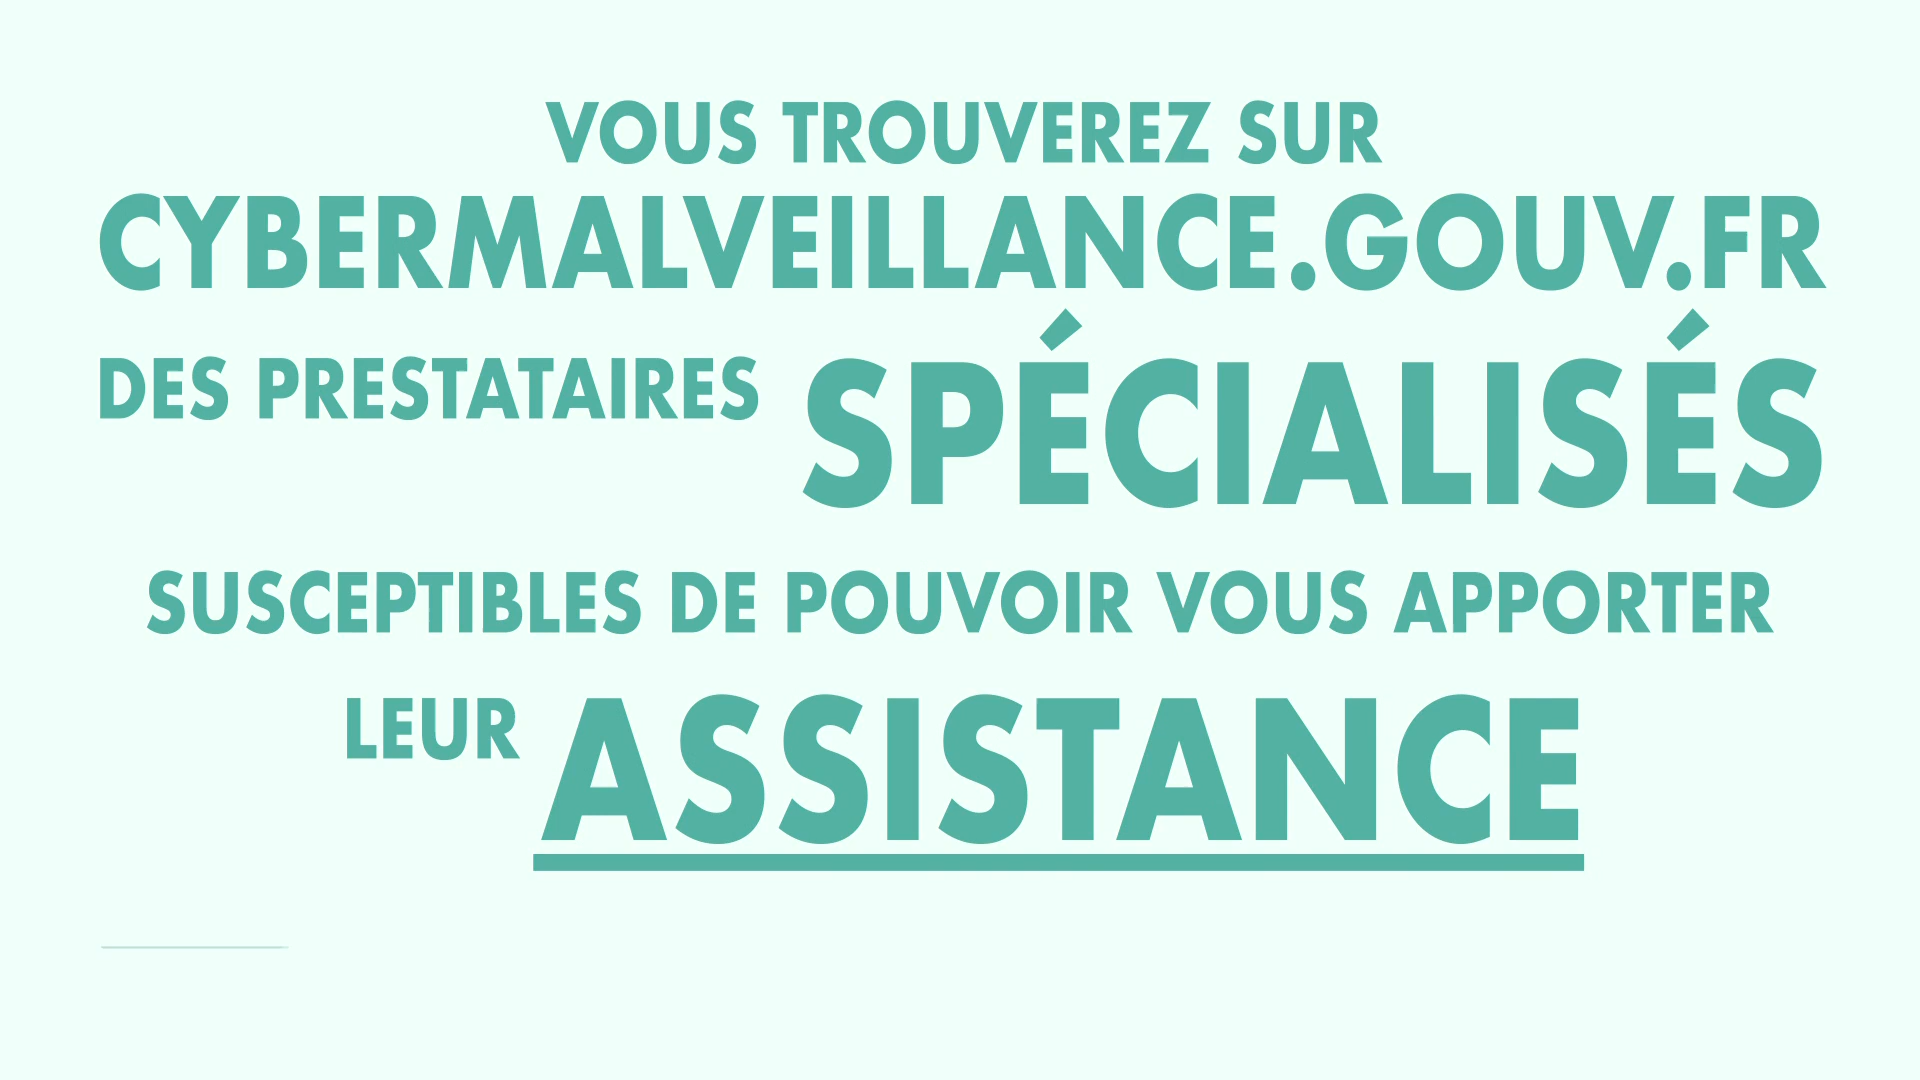 VOUS TROUVEREZ SUR
CYBERMALVEILLANCE.GOUV.FR
DES PRESTATAIRES SPÉCIALISÉS
SUSCEPTIBLES DE POUVOIR VOUS APPORTER
LEUR ASSISTANCE